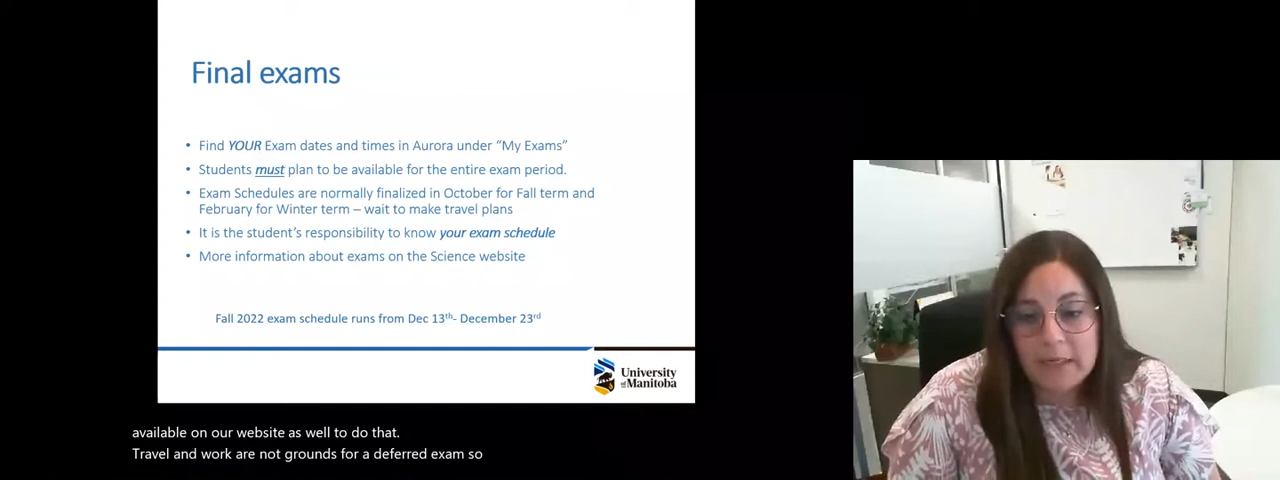 Final exams
• Find YOUR Exam dates and times in Aurora under “My Exams”
• Students must plan to be available for the entire exam period.
• Exam Schedules are normally finalized in October for Fall term and
February for Winter term – wait to make travel plans
• It is the student’s responsibility to know your exam schedule
• More information about exams on the Science website
Fall 2022 exam schedule runs from Dec 13th- December 23rd
University
of Manitoba
available on our website as well to do that.
Travel and work are not grounds for a deferred exam so